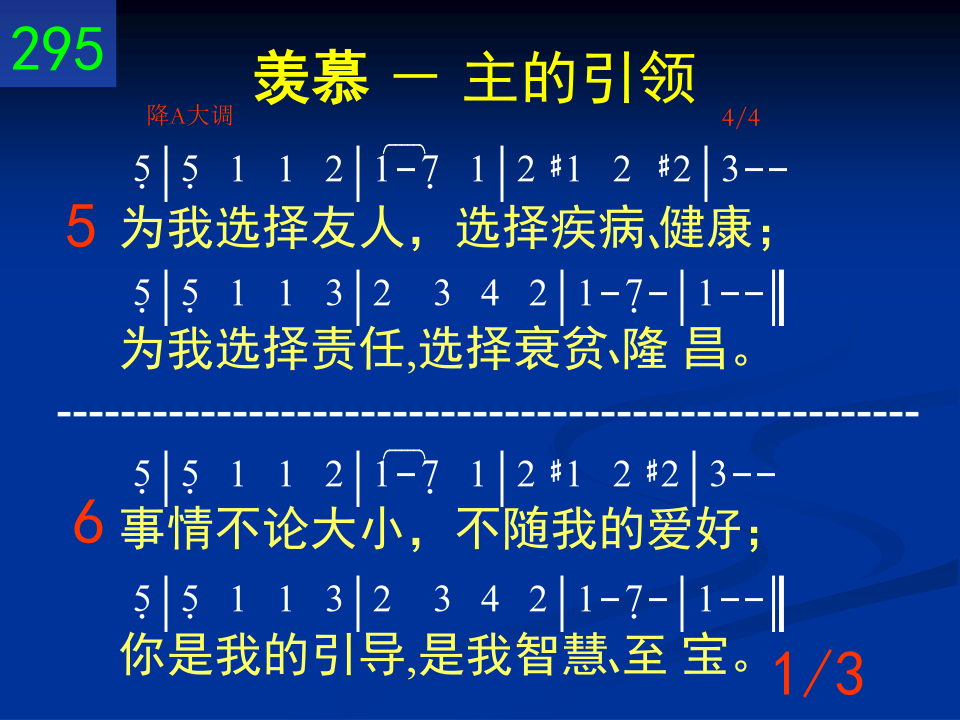 295
羡慕 － 主的引领
降A大调 4/4
5̣|5̣ 1 1 2|1-7̣ 1|2 #1 2 #2|3--
5 为我选择友人，选择疾病、健康；
5̣|5̣ 1 1 3|2 3 4 2|1-7̣-|1--‖
为我选择责任,选择衰贫、隆 昌。
------------------------------------------------------
5̣|5̣ 1 1 2|1-7̣ 1|2 #1 2 #2|3--
6 事情不论大小，不随我的爱好；
5̣|5̣ 1 1 3|2 3 4 2|1-7̣-|1--‖
你是我的引导,是我智慧、至 宝。
1/3